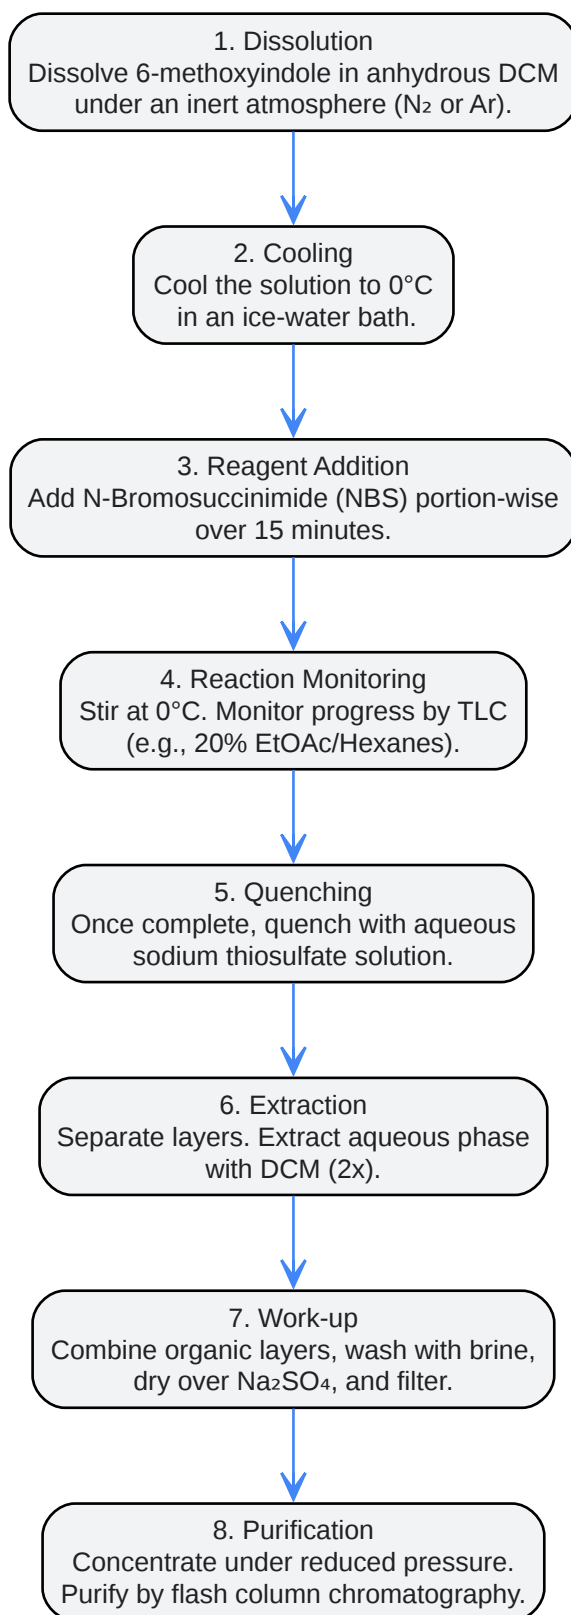 1. Dissolution
Dissolve 6-methoxyindole in anhydrous DCM
under an inert atmosphere (N₂ or Ar).
2. Cooling
Cool the solution to 0°C
in an ice-water bath.
3. Reagent Addition
Add N-Bromosuccinimide (NBS) portion-wise
over 15 minutes.
4. Reaction Monitoring
Stir at 0°C. Monitor progress by TLC
(e.g., 20% EtOAc/Hexanes).
5. Quenching
Once complete, quench with aqueous
sodium thiosulfate solution.
6. Extraction
Separate layers. Extract aqueous phase
with DCM (2x).
7. Work-up
Combine organic layers, wash with brine,
dry over Na₂SO₄, and filter.
8. Purification
Concentrate under reduced pressure.
Purify by flash column chromatography.